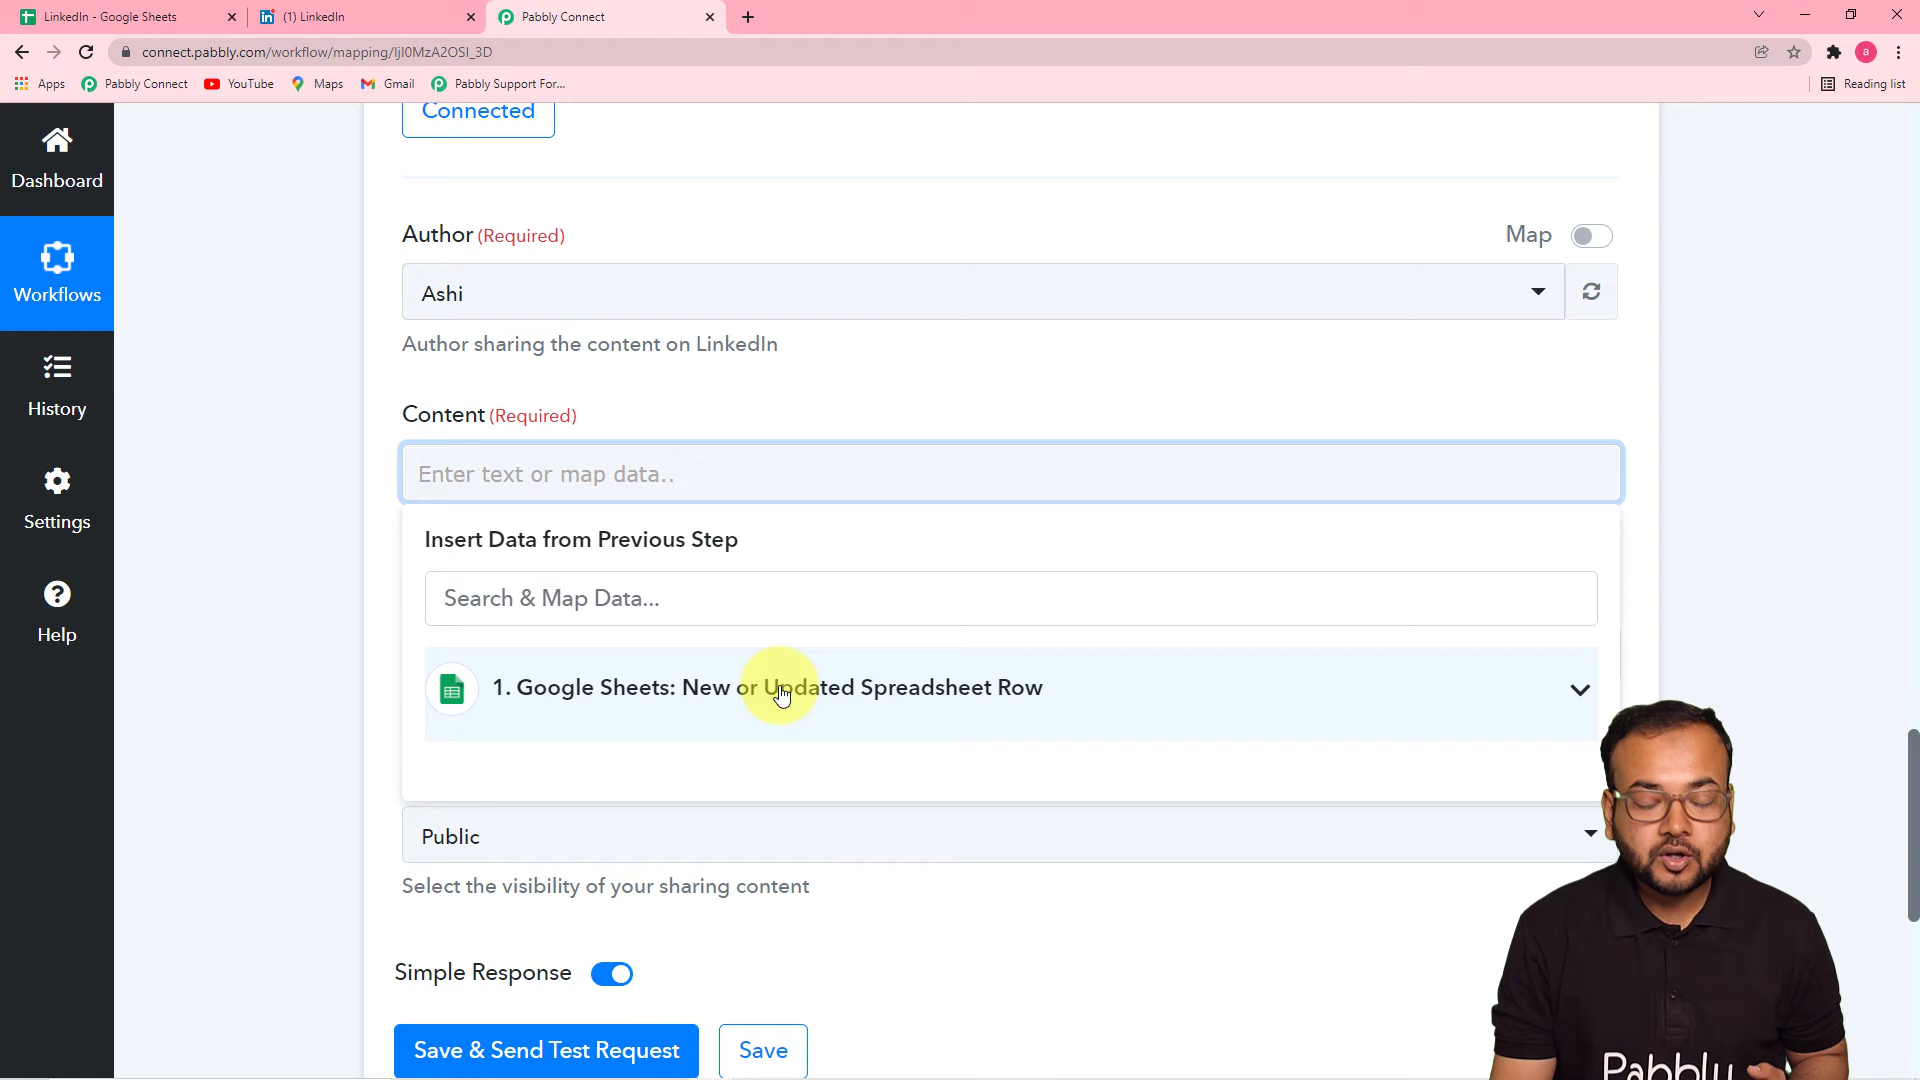 LinkedIn - Google Sheets
(1) LinkedIn
Pabbly Connect
connect.pabbly.com/workflow/mapping/IjI0MzA2OSI_3D
a
Apps
Pabbly Connect
YouTube
Maps
Gmail
Pabbly Support For...
Reading list
Connected
Dashboard
Workflows
History
Settings
Help
Author (Required)
Map
Ashi
Author sharing the content on LinkedIn
Content (Required)
Enter text or map data..
Insert Data from Previous Step
Search & Map Data...
1. Google Sheets: New or Updated Spreadsheet Row
Public
Select the visibility of your sharing content
Simple Response
Save & Send Test Request
Save
Pabbly